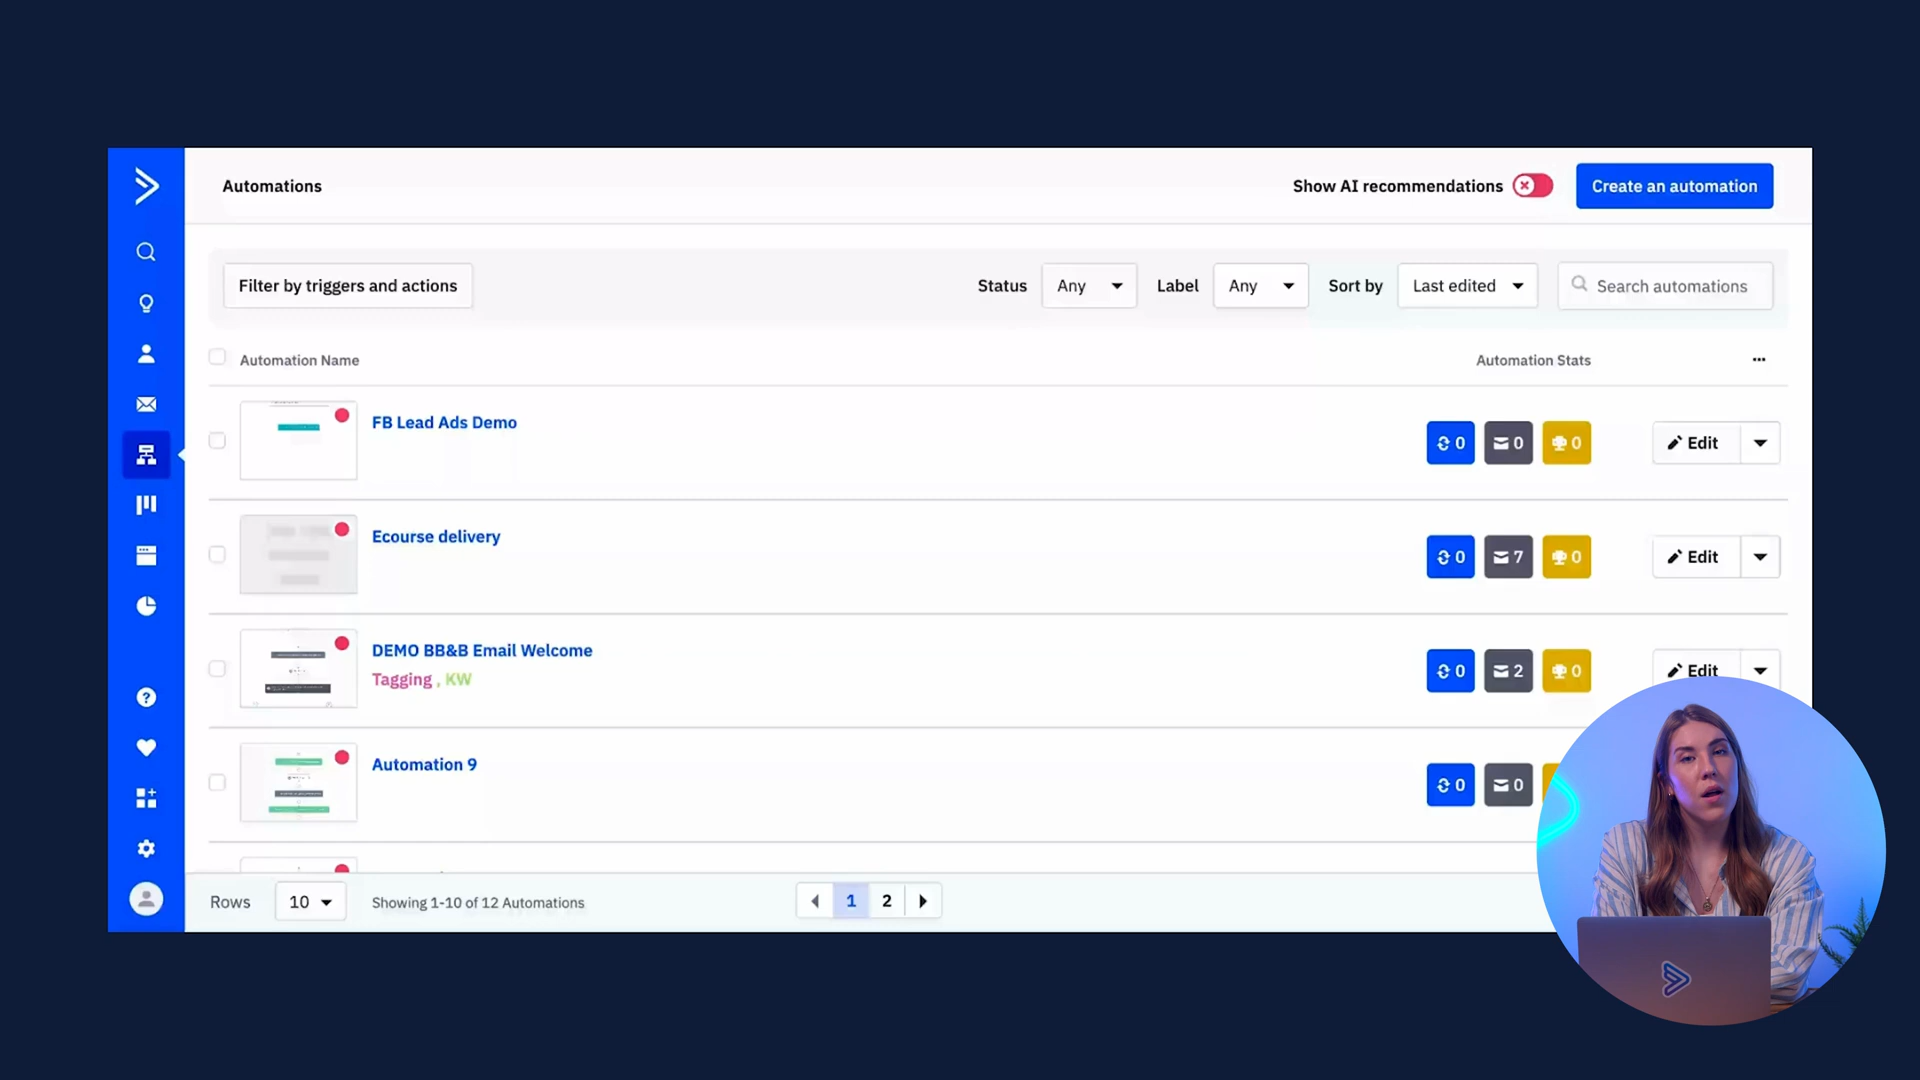 Automations
Show AI recommendations
Create an automation
Filter by triggers and actions
Status
Any
Label
Any
Sort by
Last edited
Search automations
Automation Name
Automation Stats
FB Lead Ads Demo
0
0
0
Edit
Ecourse delivery
0
7
0
Edit
DEMO BB&B Email Welcome
Tagging , KW
0
2
0
Edit
Automation 9
0
0
Rows
10
Showing 1-10 of 12 Automations
1
2